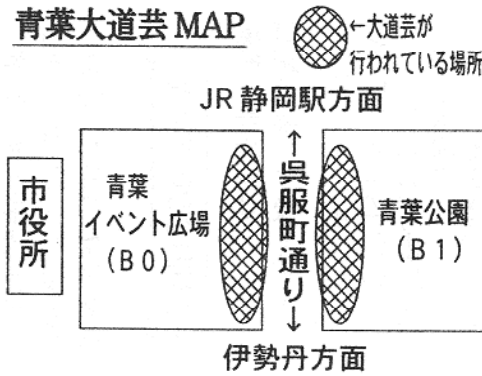 青葉大道芸MAP
←大道芸が
行われている場所
JR静岡駅方面
市役所
青葉
イベント広場
(B0)
←呉服町通り→
青葉公園
(B1)
伊勢丹方面